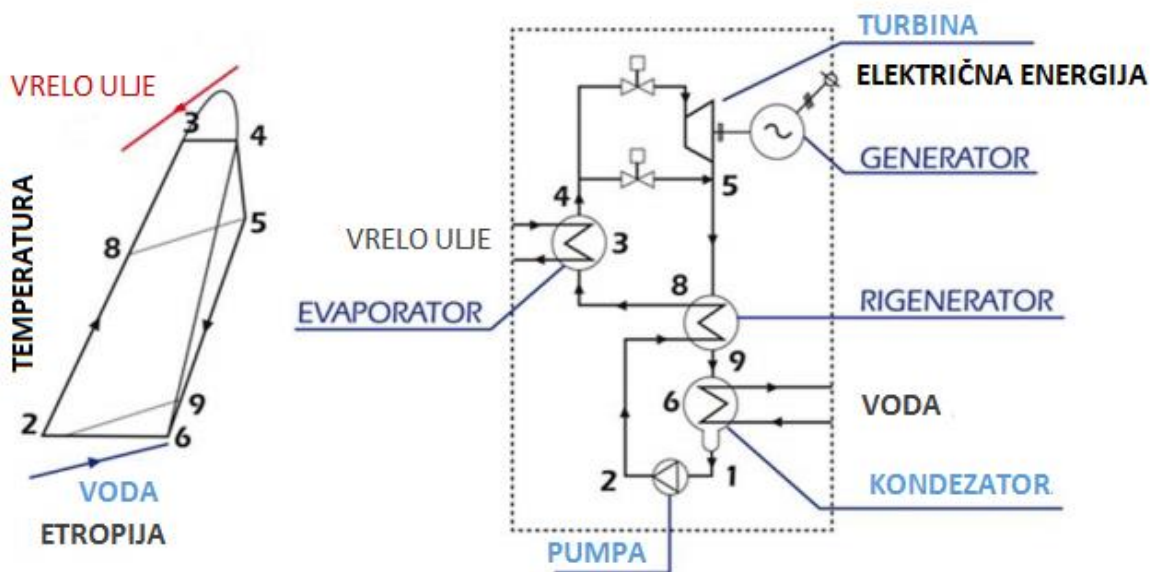 VRELO ULJE
TEMPERATURA
3
4
5
8
9
2
6
VODA
ETROPIJA
TURBINA
ELEKTRIČNA ENERGIJA
GENERATOR
5
4
VRELO ULJE
3
8
EVAPORATOR
RIGENERATOR
9
6
VODA
2
1
KONDEZATOR
PUMPA